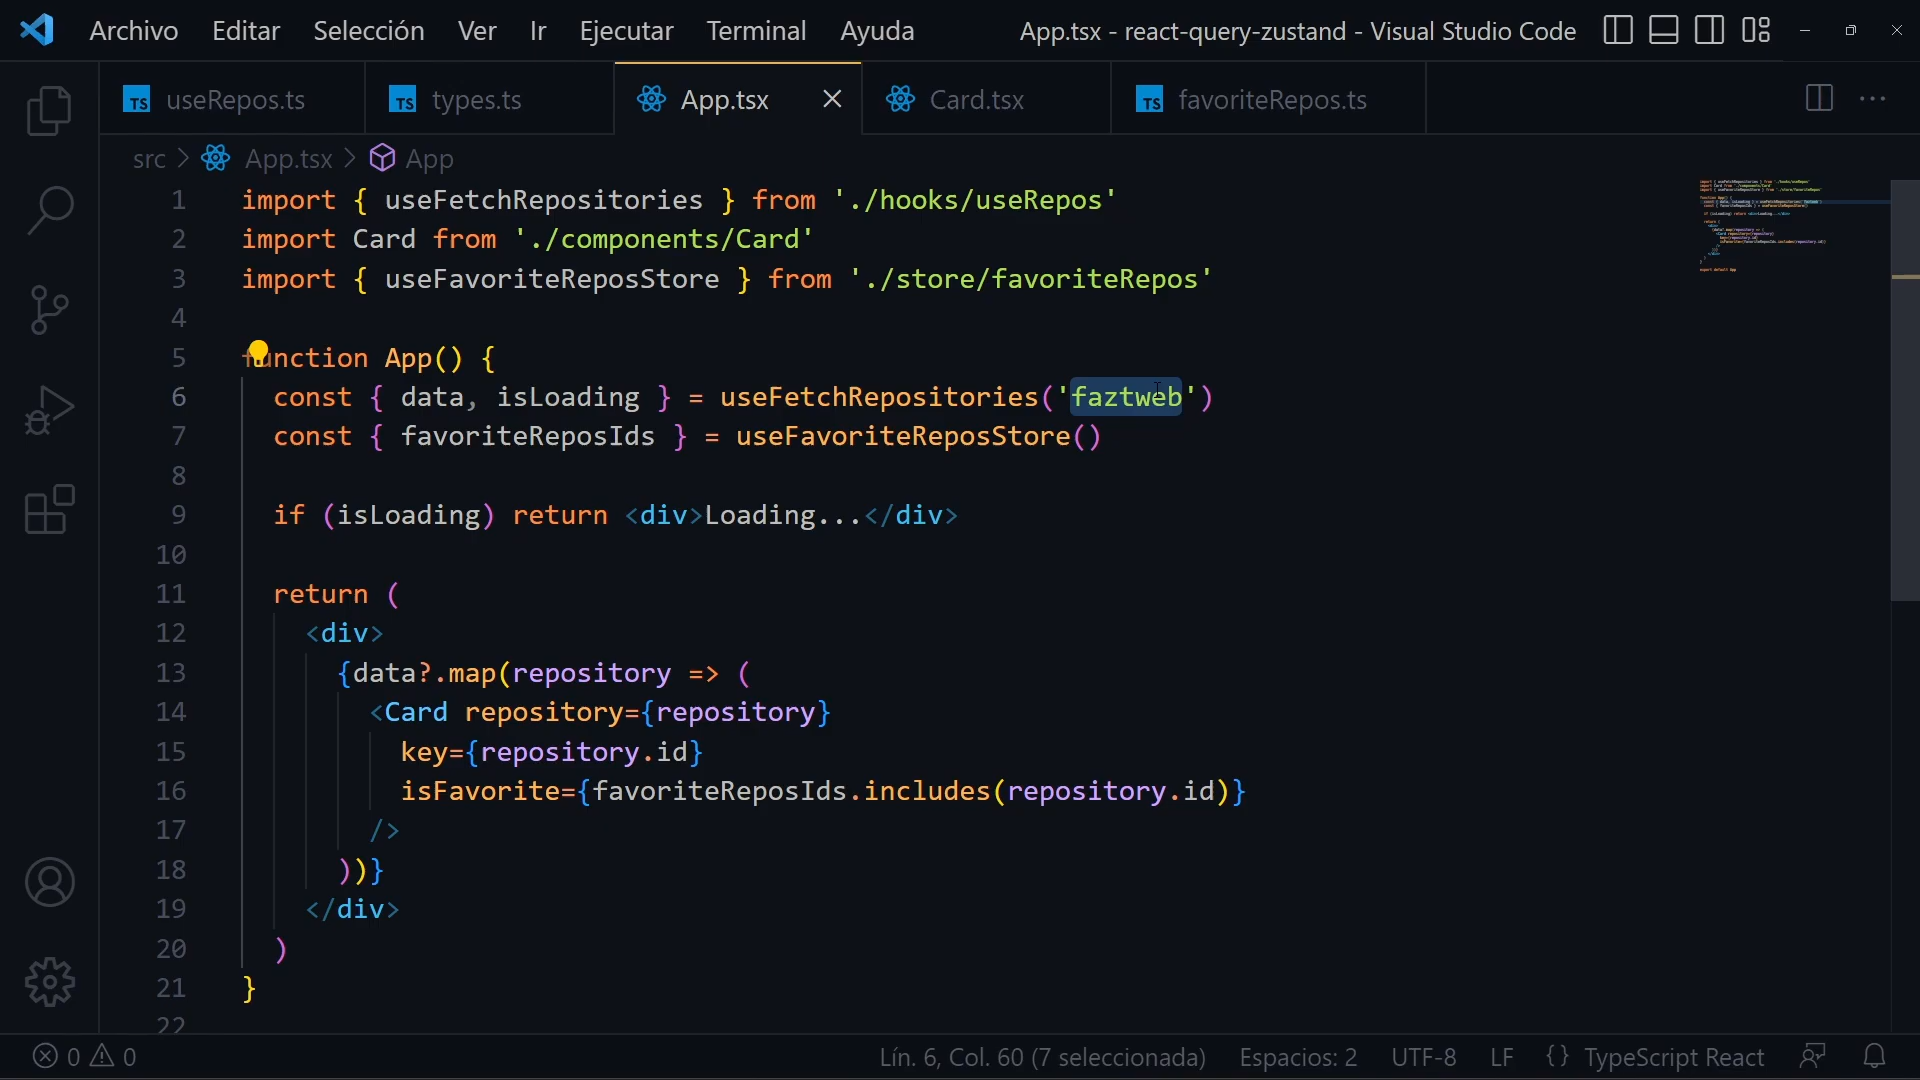 Archivo Editar Selección Ver Ir Ejecutar Terminal Ayuda App.tsx - react-query-zustand - Visual Studio Code
TS useRepos.ts TS types.ts App.tsx Card.tsx TS favoriteRepos.ts
src > App.tsx > App
1 import { useFetchRepositories } from './hooks/useRepos'
2 import Card from './components/Card'
3 import { useFavoriteReposStore } from './store/favoriteRepos'
4
5 function App() {
6 const { data, isLoading } = useFetchRepositories('faztweb')
7 const { favoriteReposIds } = useFavoriteReposStore()
8
9 if (isLoading) return <div>Loading...</div>
10
11 return (
12 <div>
13 {data?.map(repository => (
14 <Card repository={repository}
15 key={repository.id}
16 isFavorite={favoriteReposIds.includes(repository.id)}
17 />
18 ))}
19 </div>
20 )
21 }
22
0 0 Lín. 6, Col. 60 (7 seleccionada) Espacios: 2 UTF-8 LF {} TypeScript React